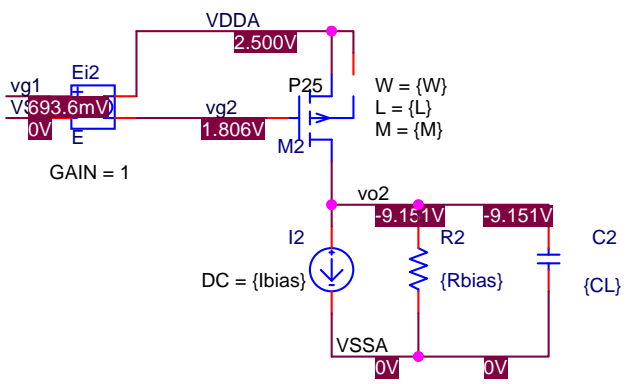 VDDA
2.500V
Ei2
vg1
693.6mV
0V
E
GAIN = 1
vg2
1.806V
P25
M2
W = {W}
L = {L}
M = {M}
vo2
-9.151V
-9.151V
I2
DC = {Ibias}
R2
{Rbias}
C2
{CL}
VSSA
0V
0V